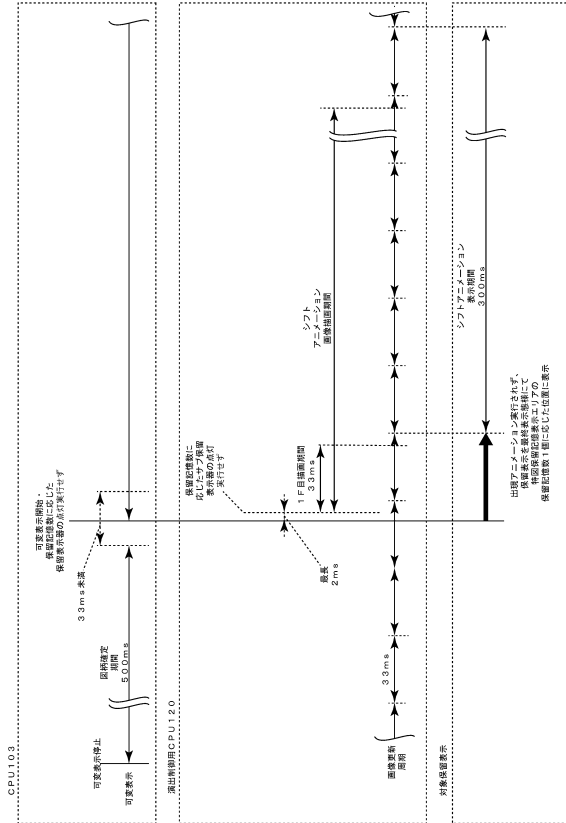 CPU103
可変表示開始・
保留記憶数に応じた
保留表示器の点灯実行せず
33ms未満
図柄確定
期間
500ms
可変表示停止
可変表示
演出制御用CPU120
保留記憶数に
応じたサブ保留
表示器の点灯
実行せず
最長
2ms
1F目描画期間
33ms
シフト
アニメーション
画像描画期間
33ms
画像更新
周期
対象保留表示
シフトアニメーション
表示期間
300ms
出現アニメーション実行されず、
保留表示を最終表示態様にて
特図保留記憶表示エリアの
保留記憶数1個に応じた位置に表示